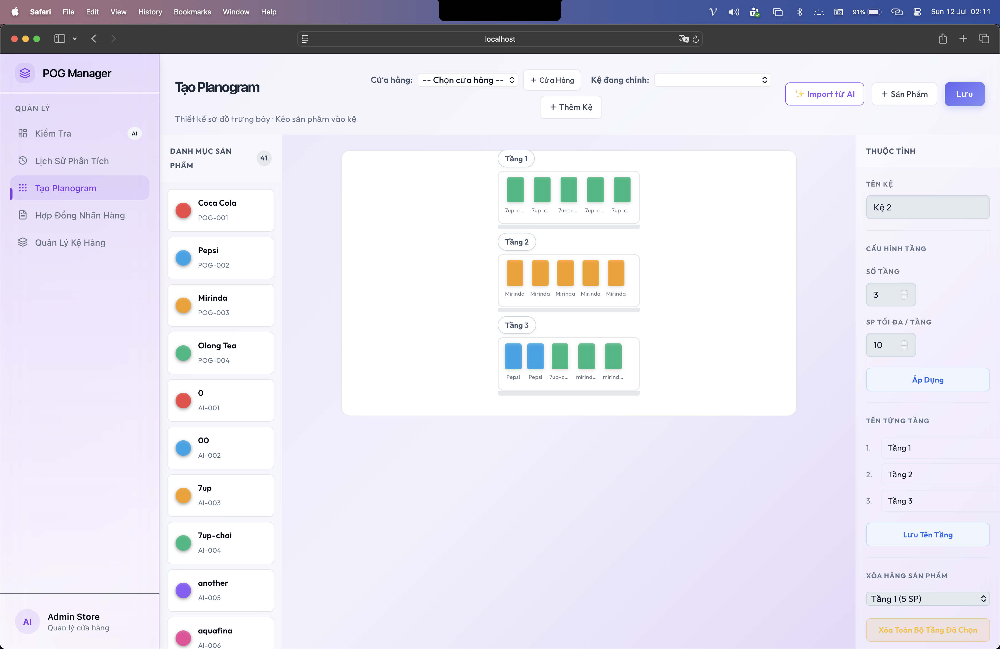 Safari File Edit View History Bookmarks Window Help 91% Sun 12 Jul 02:11
localhost
POG Manager
QUẢN LÝ
Kiểm Tra AI
Lịch Sử Phân Tích
Tạo Planogram
Hợp Đồng Nhãn Hàng
Quản Lý Kệ Hàng
AI
Admin Store
Quản lý cửa hàng
Tạo Planogram
Thiết kế sơ đồ trưng bày · Kéo sản phẩm vào kệ
Cửa hàng: -- Chọn cửa hàng -- + Cửa Hàng Kệ đang chỉnh:
+ Thêm Kệ
✨ Import từ AI + Sản Phẩm Lưu
DANH MỤC SẢN
PHẨM
41
Coca Cola
POG-001
Pepsi
POG-002
Mirinda
POG-003
Olong Tea
POG-004
0
AI-001
00
AI-002
7up
AI-003
7up-chai
AI-004
another
AI-005
aquafina
AI-006
Tầng 1
7up-c... 7up-c... 7up-c... 7up-c... 7up-c...
Tầng 2
Mirinda Mirinda Mirinda Mirinda Mirinda
Tầng 3
Pepsi Pepsi 7up-c... mirind... mirind...
THUỘC TÍNH
TÊN KỆ
Kệ 2
CẤU HÌNH TẦNG
SỐ TẦNG
3
SP TỐI ĐA / TẦNG
10
Áp Dụng
TÊN TỪNG TẦNG
1. Tầng 1
2. Tầng 2
3. Tầng 3
Lưu Tên Tầng
XÓA HÀNG SẢN PHẨM
Tầng 1 (5 SP)
Xóa Toàn Bộ Tầng Đã Chọn